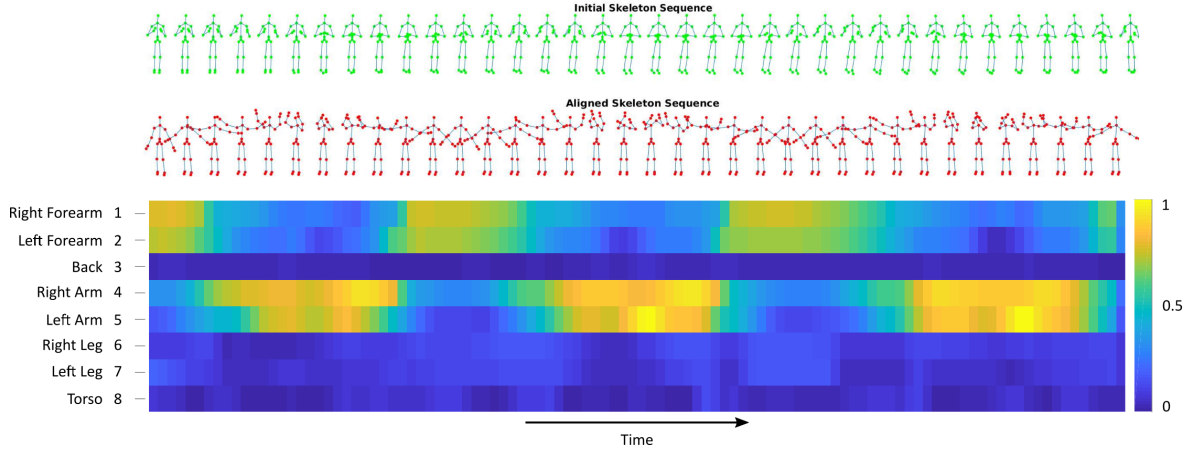 Initial Skeleton Sequence
Aligned Skeleton Sequence
Right Forearm 1
Left Forearm 2
Back 3
Right Arm 4
Left Arm 5
Right Leg 6
Left Leg 7
Torso 8
1
0.5
0
Time